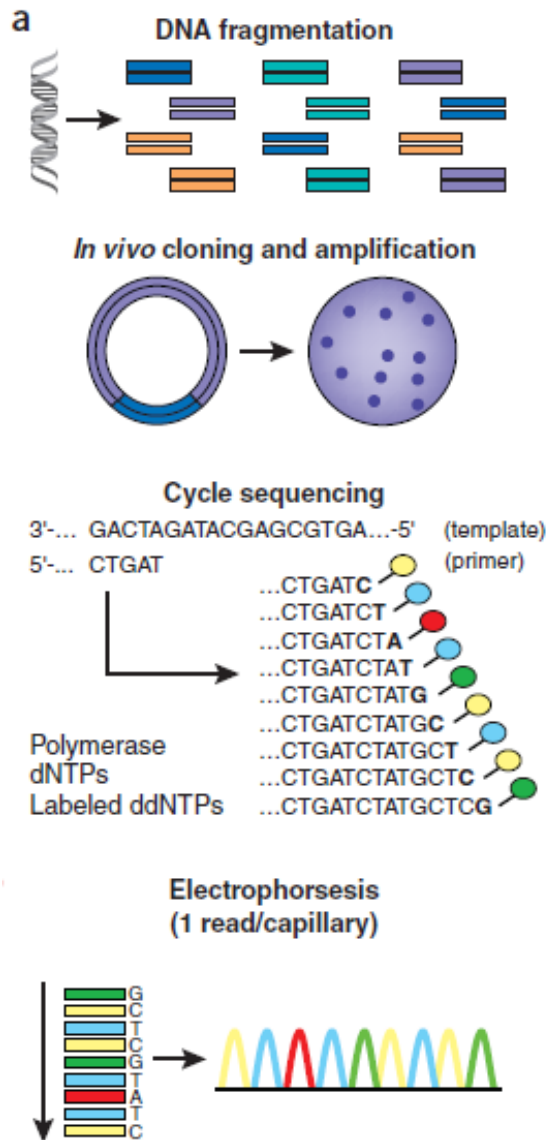 a
DNA fragmentation
In vivo cloning and amplification
Cycle sequencing
3'-... GACTAGATACGAGCGTGA...-5' (template)
5'-... CTGAT (primer)
...CTGATC
...CTGATCT
...CTGATCTA
...CTGATCTAT
...CTGATCTATG
...CTGATCTATGC
Polymerase ...CTGATCTATGCT
dNTPs ...CTGATCTATGCTC
Labeled ddNTPs ...CTGATCTATGCTCG
Electrophorsesis
(1 read/capillary)
G
C
T
C
G
T
A
T
C